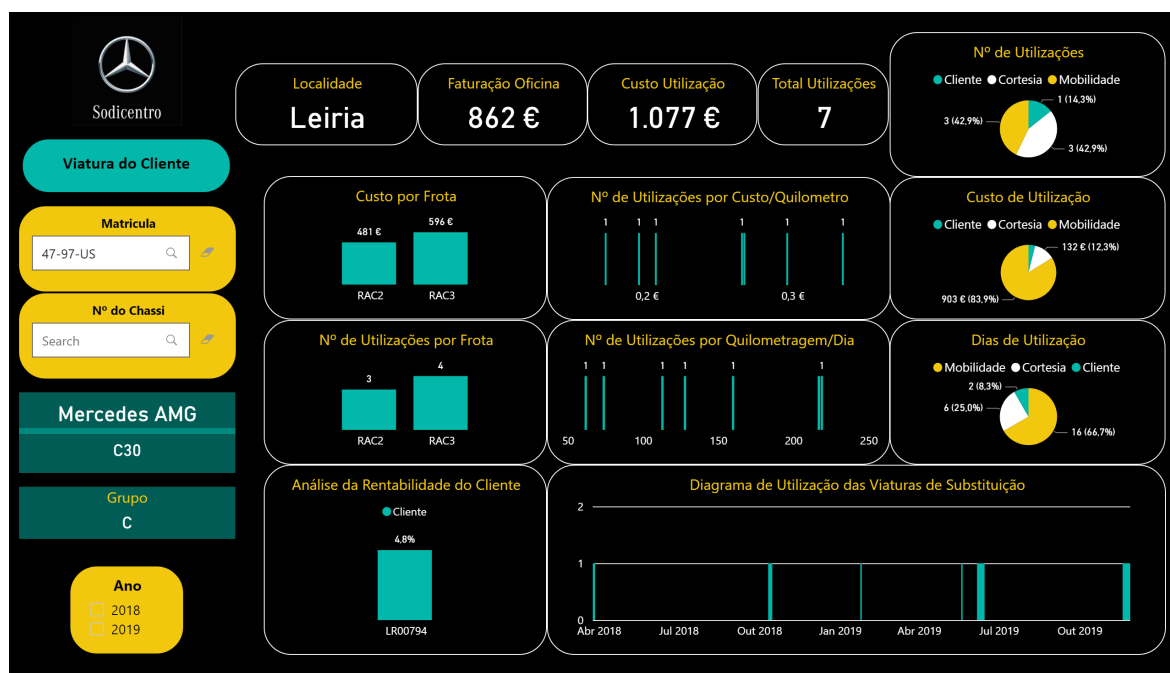 Sodicentro
Viatura do Cliente
Matricula
47-97-US
Nº do Chassi
Search
Mercedes AMG
C30
Grupo
C
Ano
2018
2019
Localidade
Leiria
Faturação Oficina
862 €
Custo Utilização
1.077 €
Total Utilizações
7
Nº de Utilizações
Cliente Cortesia Mobilidade
1 (14,3%)
3 (42,9%)
3 (42,9%)
Custo por Frota
481 €
596 €
RAC2 RAC3
Nº de Utilizações por Custo/Quilometro
1 1 1 1 1 1
0,2 € 0,3 €
Custo de Utilização
Cliente Cortesia Mobilidade
132 € (12,3%)
903 € (83,9%)
Nº de Utilizações por Frota
3
4
RAC2 RAC3
Nº de Utilizações por Quilometragem/Dia
1 1 1 1 1 1
50 100 150 200 250
Dias de Utilização
Mobilidade Cortesia Cliente
2 (8,3%)
6 (25,0%)
16 (66,7%)
Análise da Rentabilidade do Cliente
Cliente
4,8%
LR00794
Diagrama de Utilização das Viaturas de Substituição
2
1
0
Abr 2018 Jul 2018 Out 2018 Jan 2019 Abr 2019 Jul 2019 Out 2019